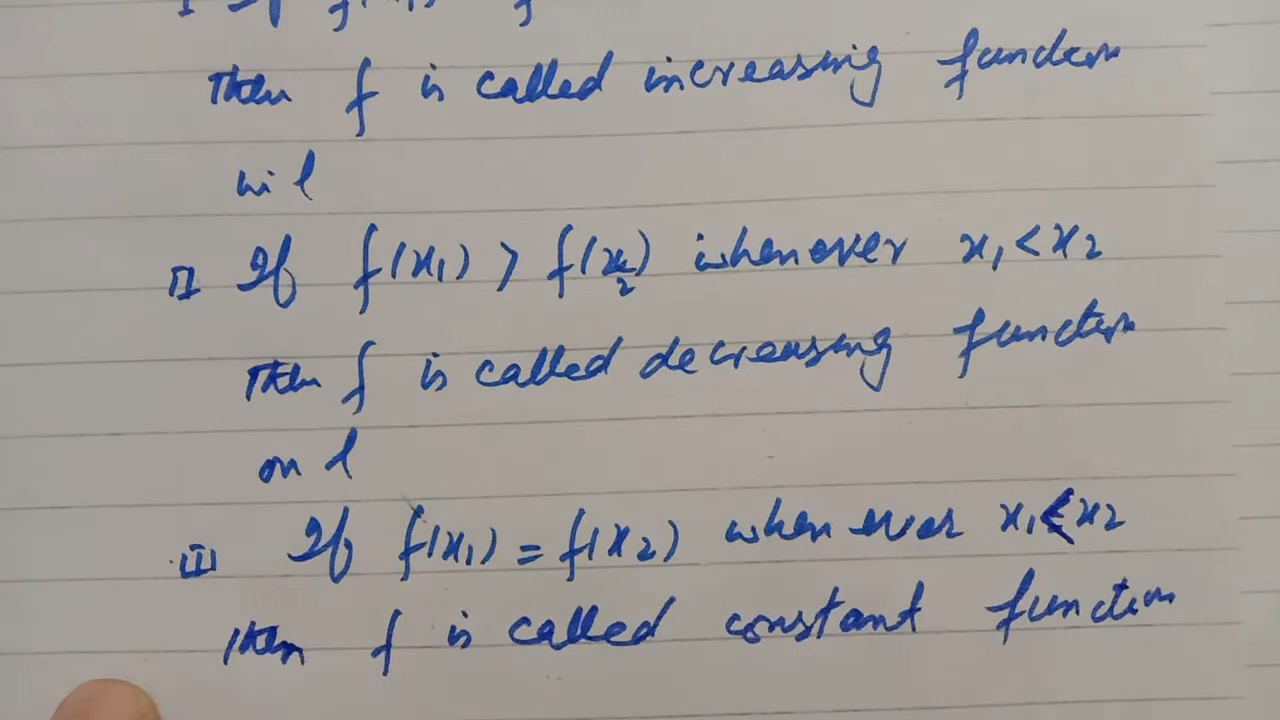 Then f is called increasing function
in l
II If f(x1) > f(x2) whenever x1 < x2
Then f is called decreasing function
on l
III If f(x1) = f(x2) whenever x1 < x2
Then f is called constant function